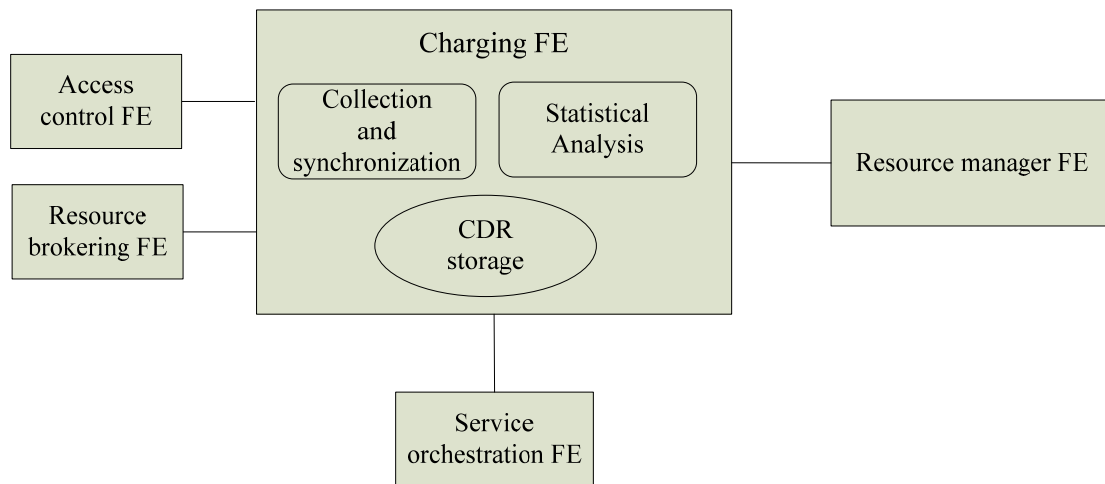 Charging FE
Access
control FE
Collection
and
synchronization
Statistical
Analysis
Resource manager FE
Resource
brokering FE
CDR
storage
Service
orchestration FE